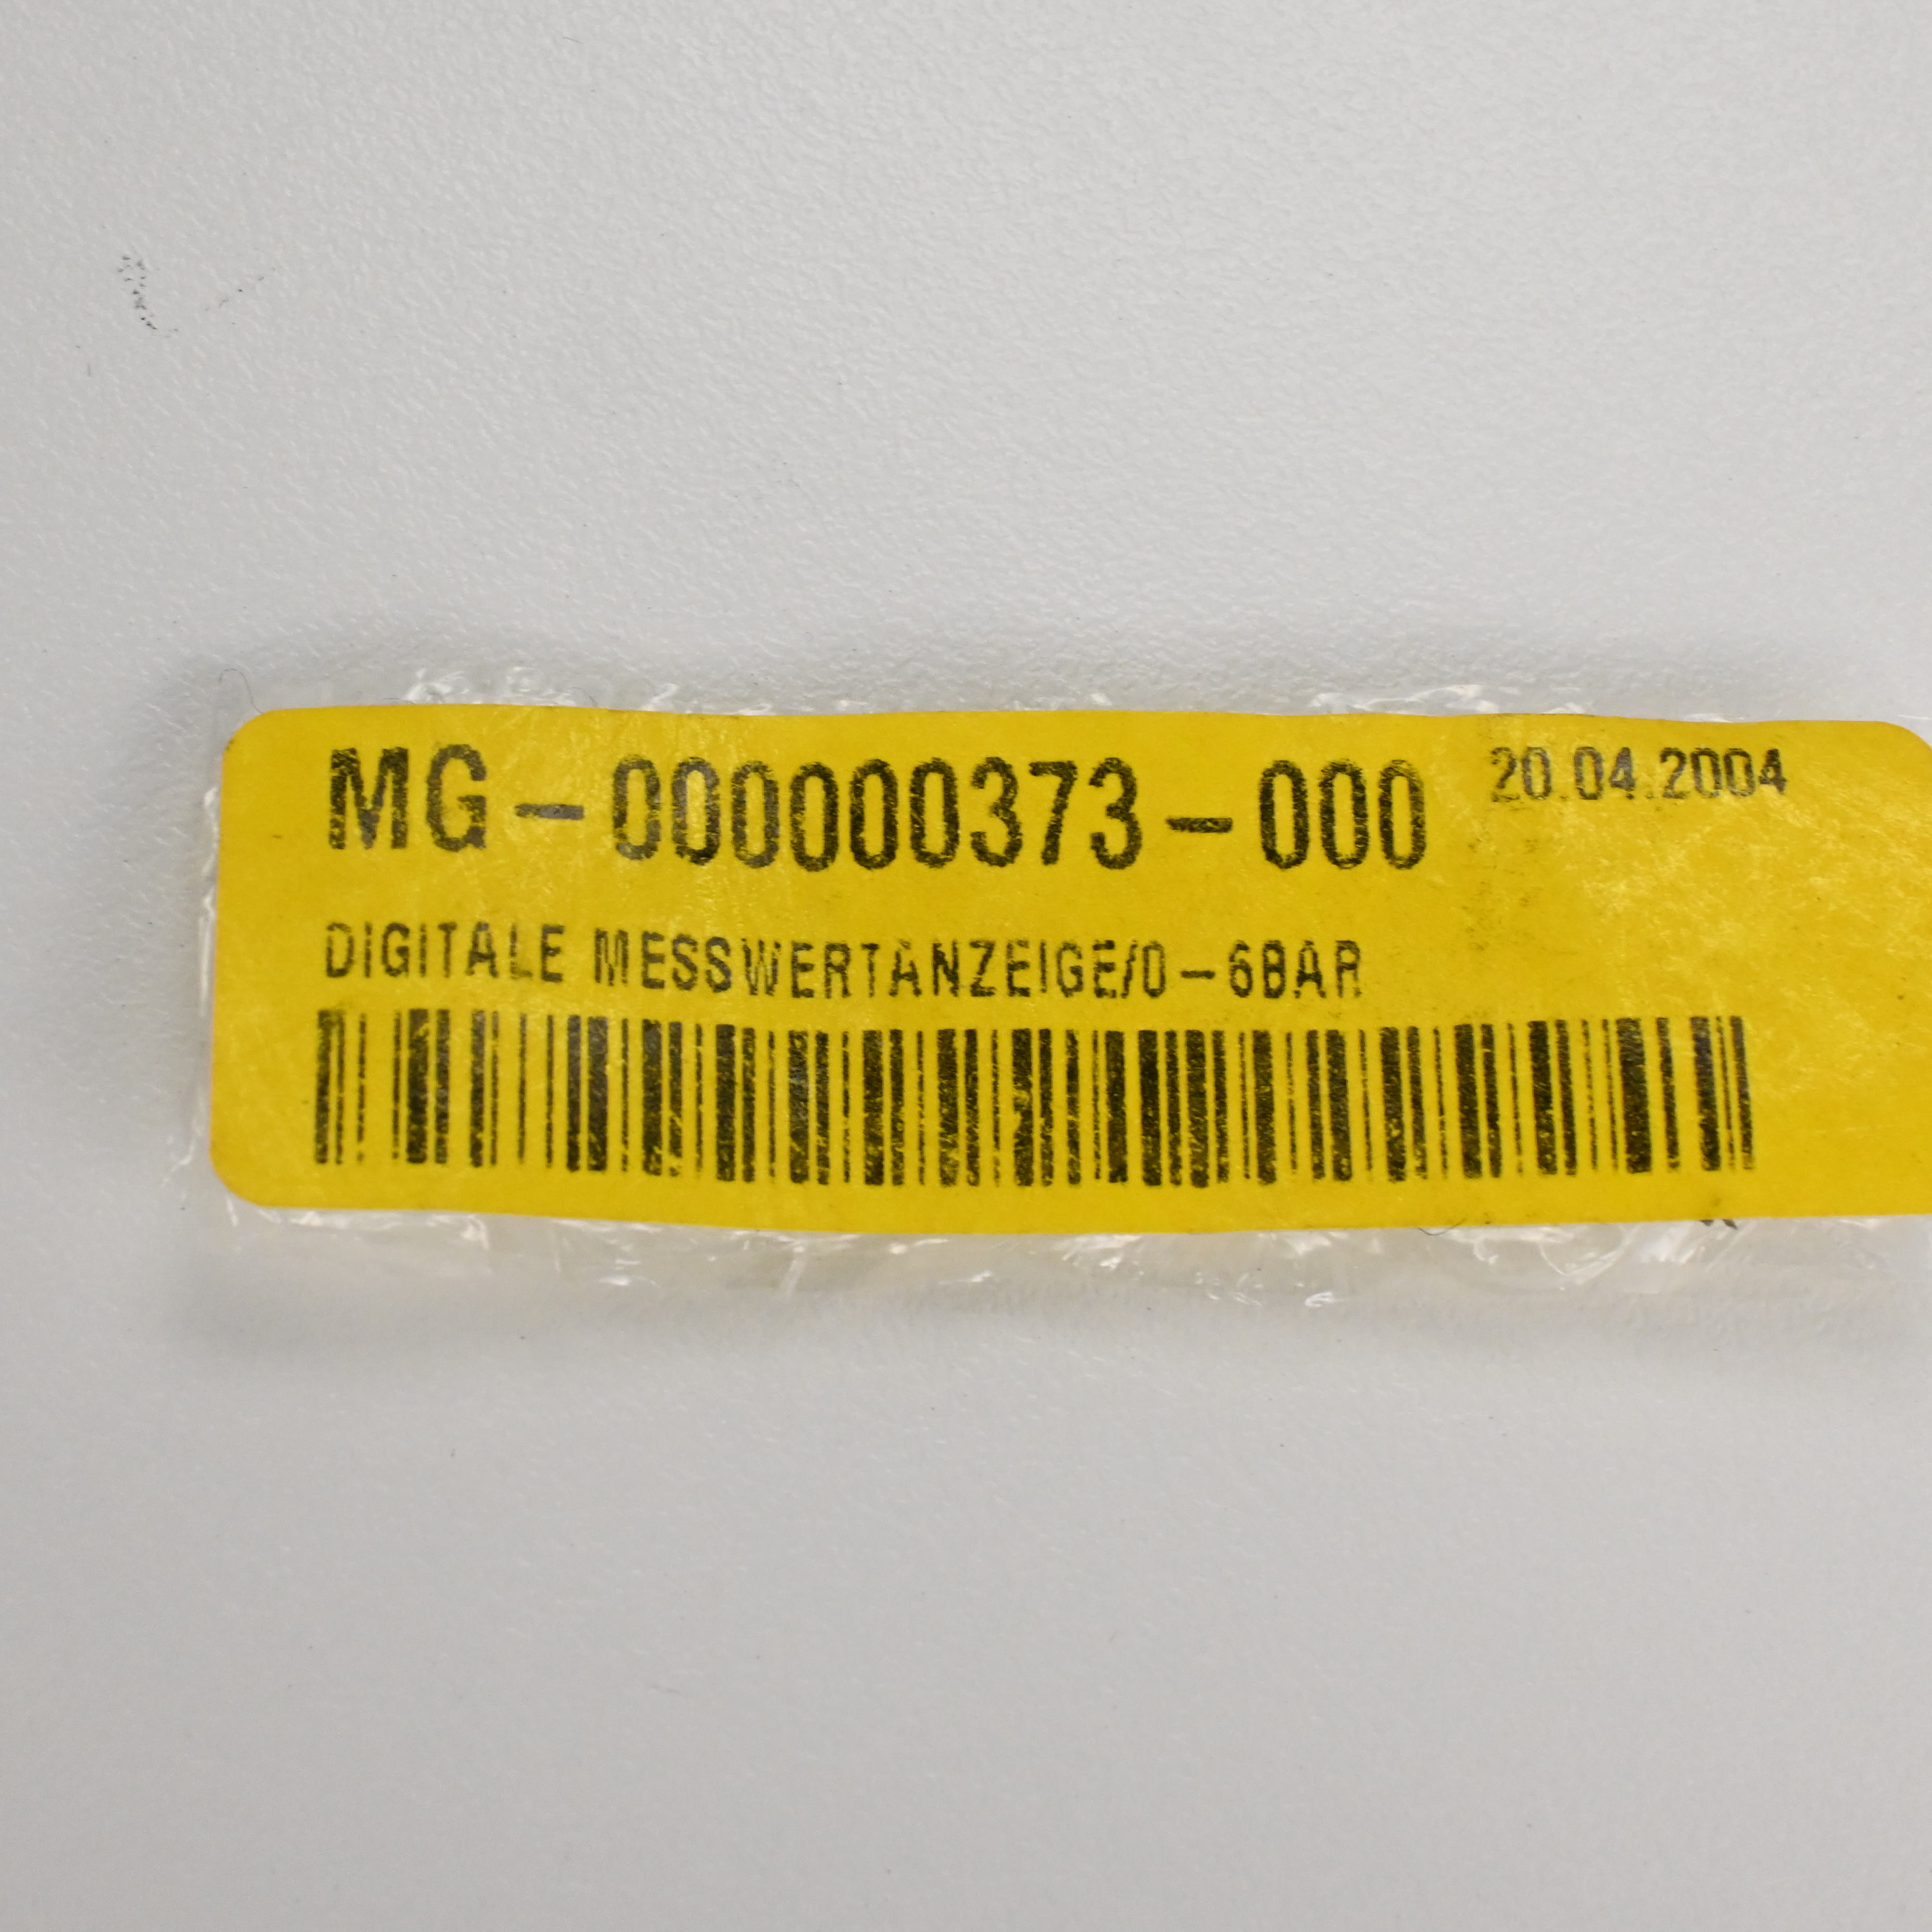 MG-000000373-000 20.04.2004
DIGITALE MESSWERTANZEIGE/0-6BAR